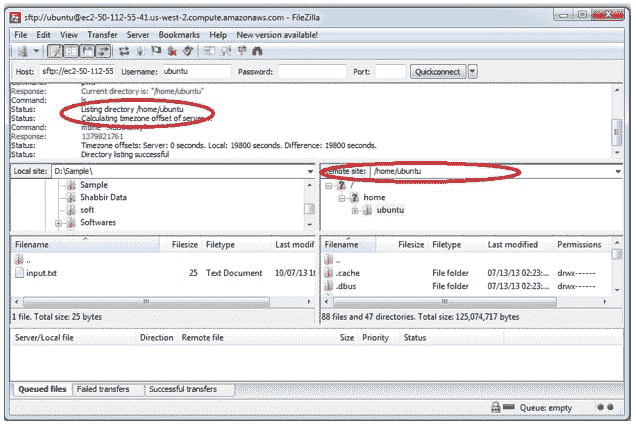 sftp://ubuntu@ec2-50-112-55-41.us-west-2.compute.amazonaws.com - FileZilla
File Edit View Transfer Server Bookmarks Help New version available!
Host: sftp://ec2-50-112-55 Username: ubuntu Password: Port: Quickconnect
Response: Current directory is: "/home/ubuntu"
Command: ls
Status: Listing directory /home/ubuntu
Status: Calculating timezone offset of server...
Command:
Response: 1379821761
Status: Timezone offsets: Server: 0 seconds. Local: 19800 seconds. Difference: 19800 seconds.
Status: Directory listing successful
Local site: D:\Sample\
Sample
Shabbir Data
soft
Softwares
Remote site: /home/ubuntu
/
home
ubuntu
Filename Filesize Filetype Last modif
..
input.txt 25 Text Document 10/07/13 16
1 file. Total size: 25 bytes
Filename Filesize Filetype Last modified Permissions
..
.cache File folder 07/13/13 02:23:... drwx------
.dbus File folder 07/13/13 02:23:... drwx------
88 files and 47 directories. Total size: 125,074,717 bytes
Server/Local file Direction Remote file Size Priority Status
Queued files Failed transfers Successful transfers
Queue: empty